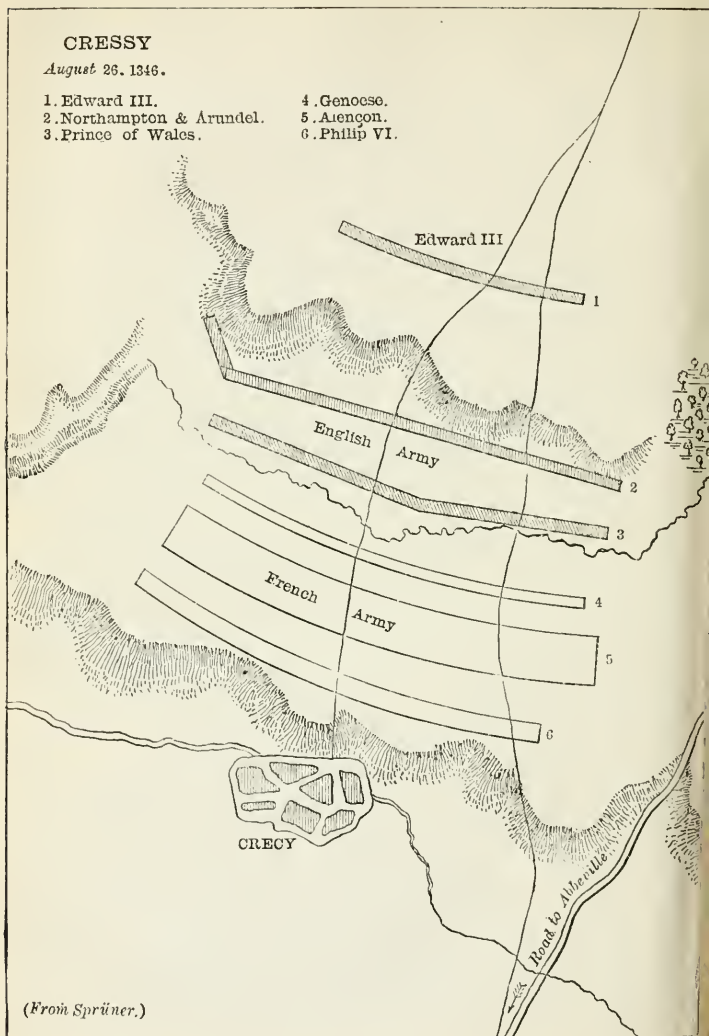 CRESSY
August 26. 1346.
1. Edward III.
2. Northampton & Arundel.
3. Prince of Wales.
4. Genoese.
5. Alençon.
6. Philip VI.
Edward III
1
English Army
2
3
French Army
4
5
6
CRECY
Road to Abbeville
(From Sprüner.)